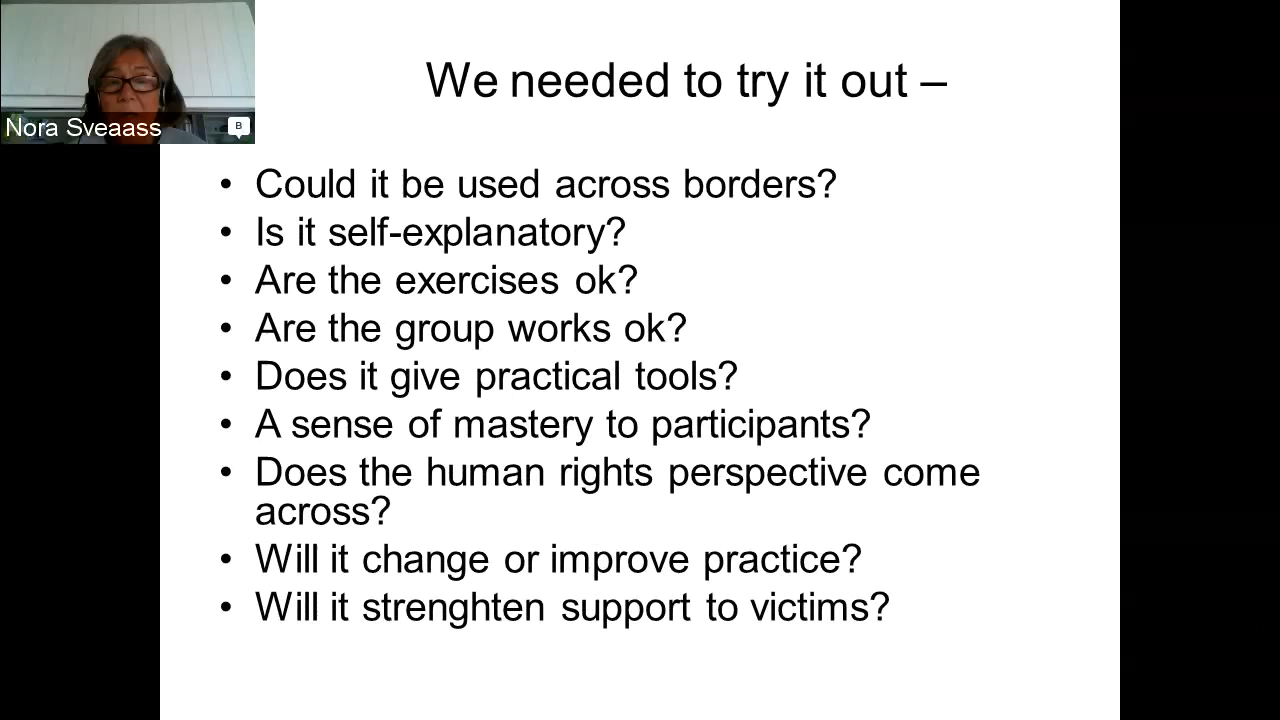 We needed to try it out –
Nora Sveaass
B
• Could it be used across borders?
• Is it self-explanatory?
• Are the exercises ok?
• Are the group works ok?
• Does it give practical tools?
• A sense of mastery to participants?
• Does the human rights perspective come
across?
• Will it change or improve practice?
• Will it strenghten support to victims?